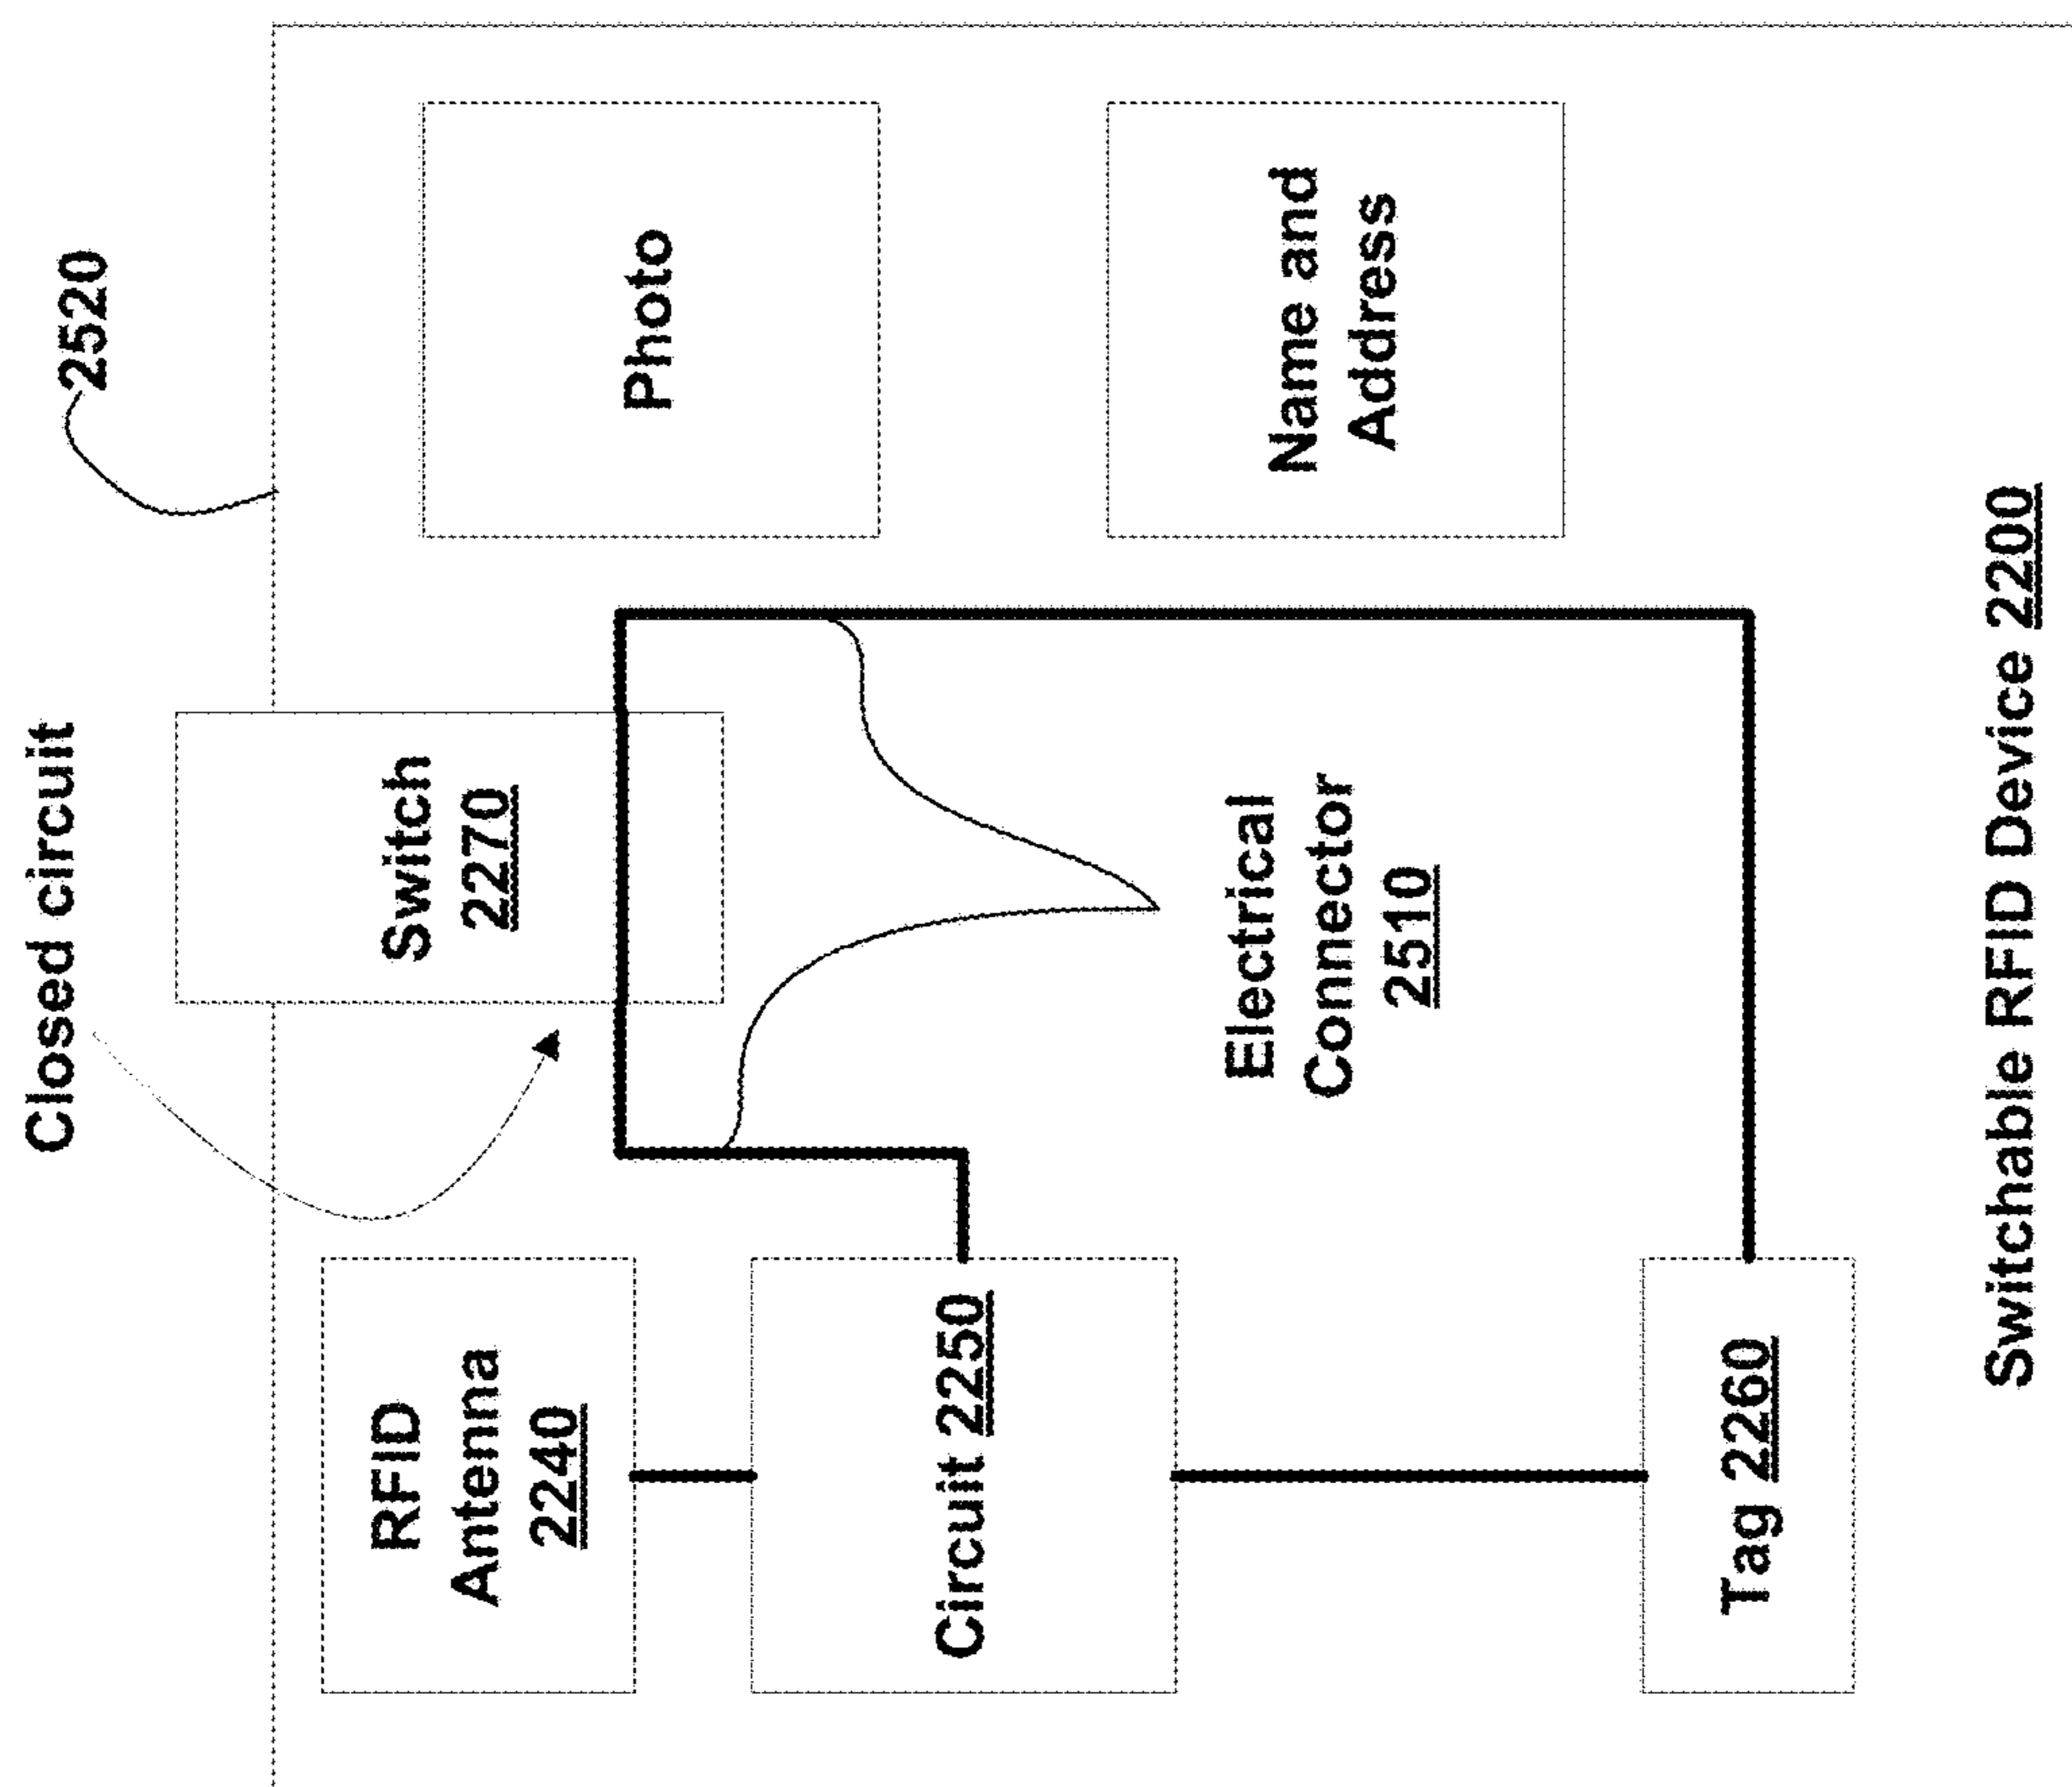 Closed circuit
2520
Switch
2270
RFID
Antenna
2240
Photo
Circuit 2250
Electrical
Connector
2510
Name and
Address
Tag 2260
Switchable RFID Device 2200